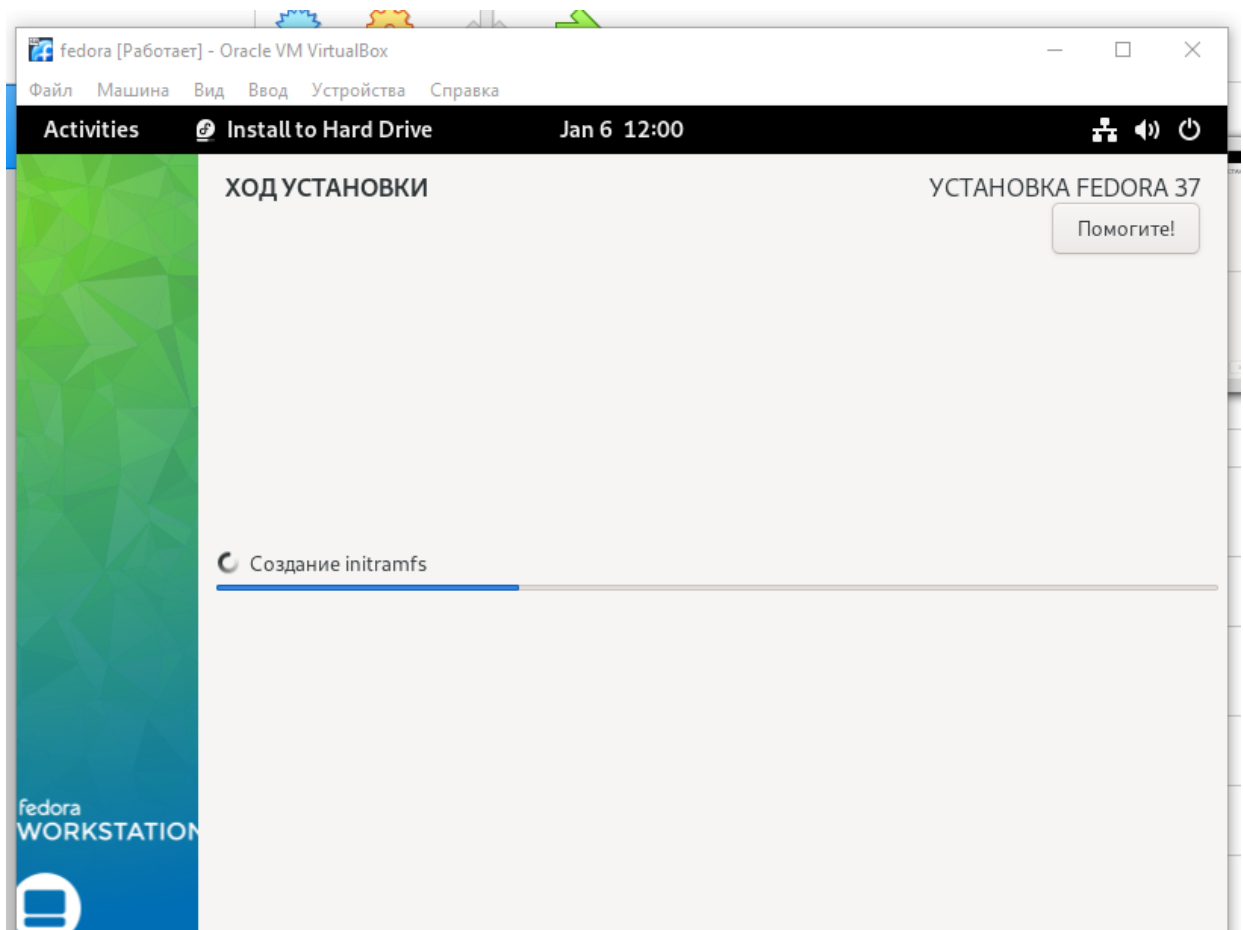 fedora [Работает] - Oracle VM VirtualBox
Файл Машина Вид Ввод Устройства Справка
Activities Install to Hard Drive Jan 6 12:00
ХОД УСТАНОВКИ УСТАНОВКА FEDORA 37
Помогите!
Создание initramfs
fedora
WORKSTATION